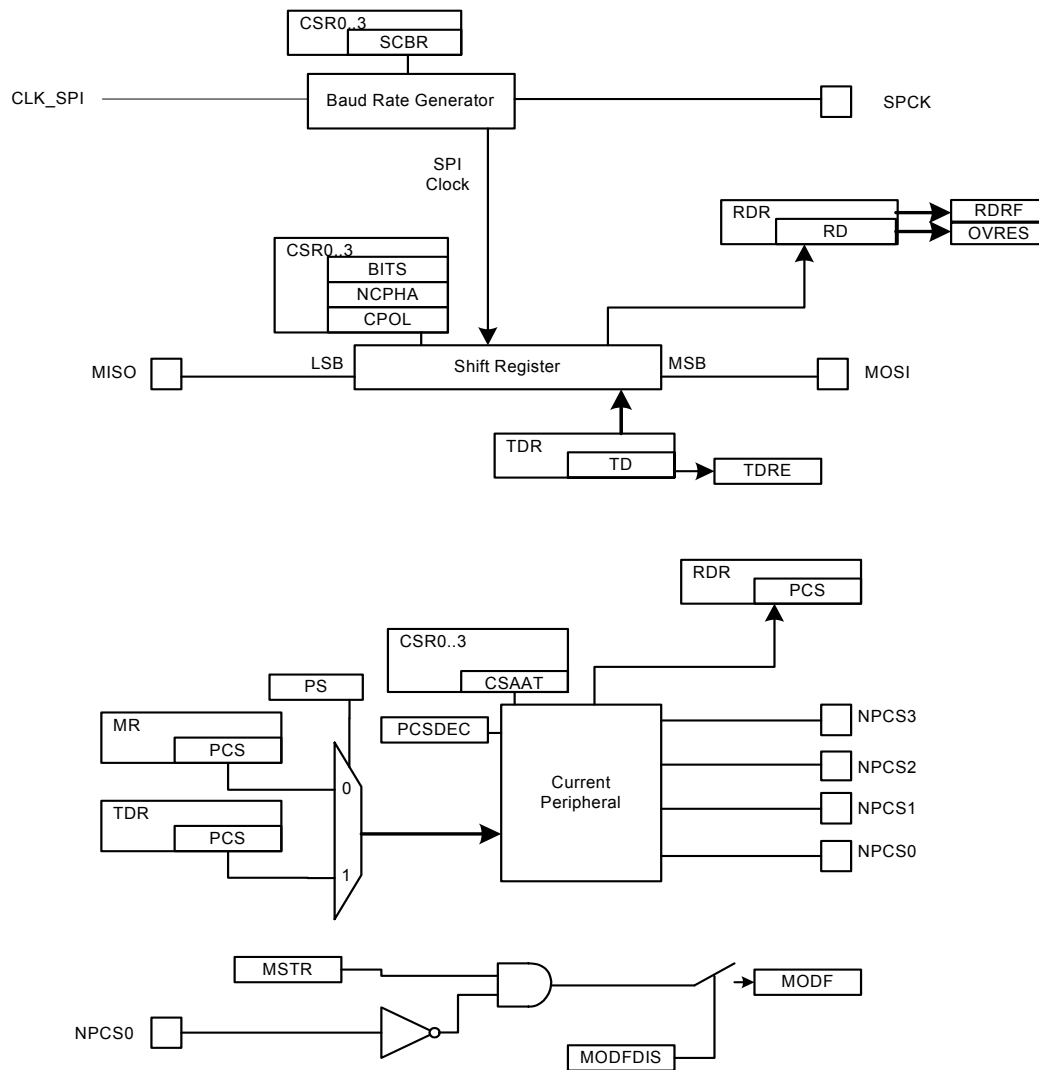 CSR0..3
SCBR
CLK_SPI
Baud Rate Generator
SPCK
SPI
Clock
RDR
RD
RDRF
OVRES
CSR0..3
BITS
NCPHA
CPOL
MISO
LSB
Shift Register
MSB
MOSI
TDR
TD
TDRE
RDR
PCS
CSR0..3
CSAAT
PS
MR
PCS
PCSDEC
0
TDR
PCS
1
Current
Peripheral
NPCS3
NPCS2
NPCS1
NPCS0
MSTR
MODF
NPCS0
MODFDIS